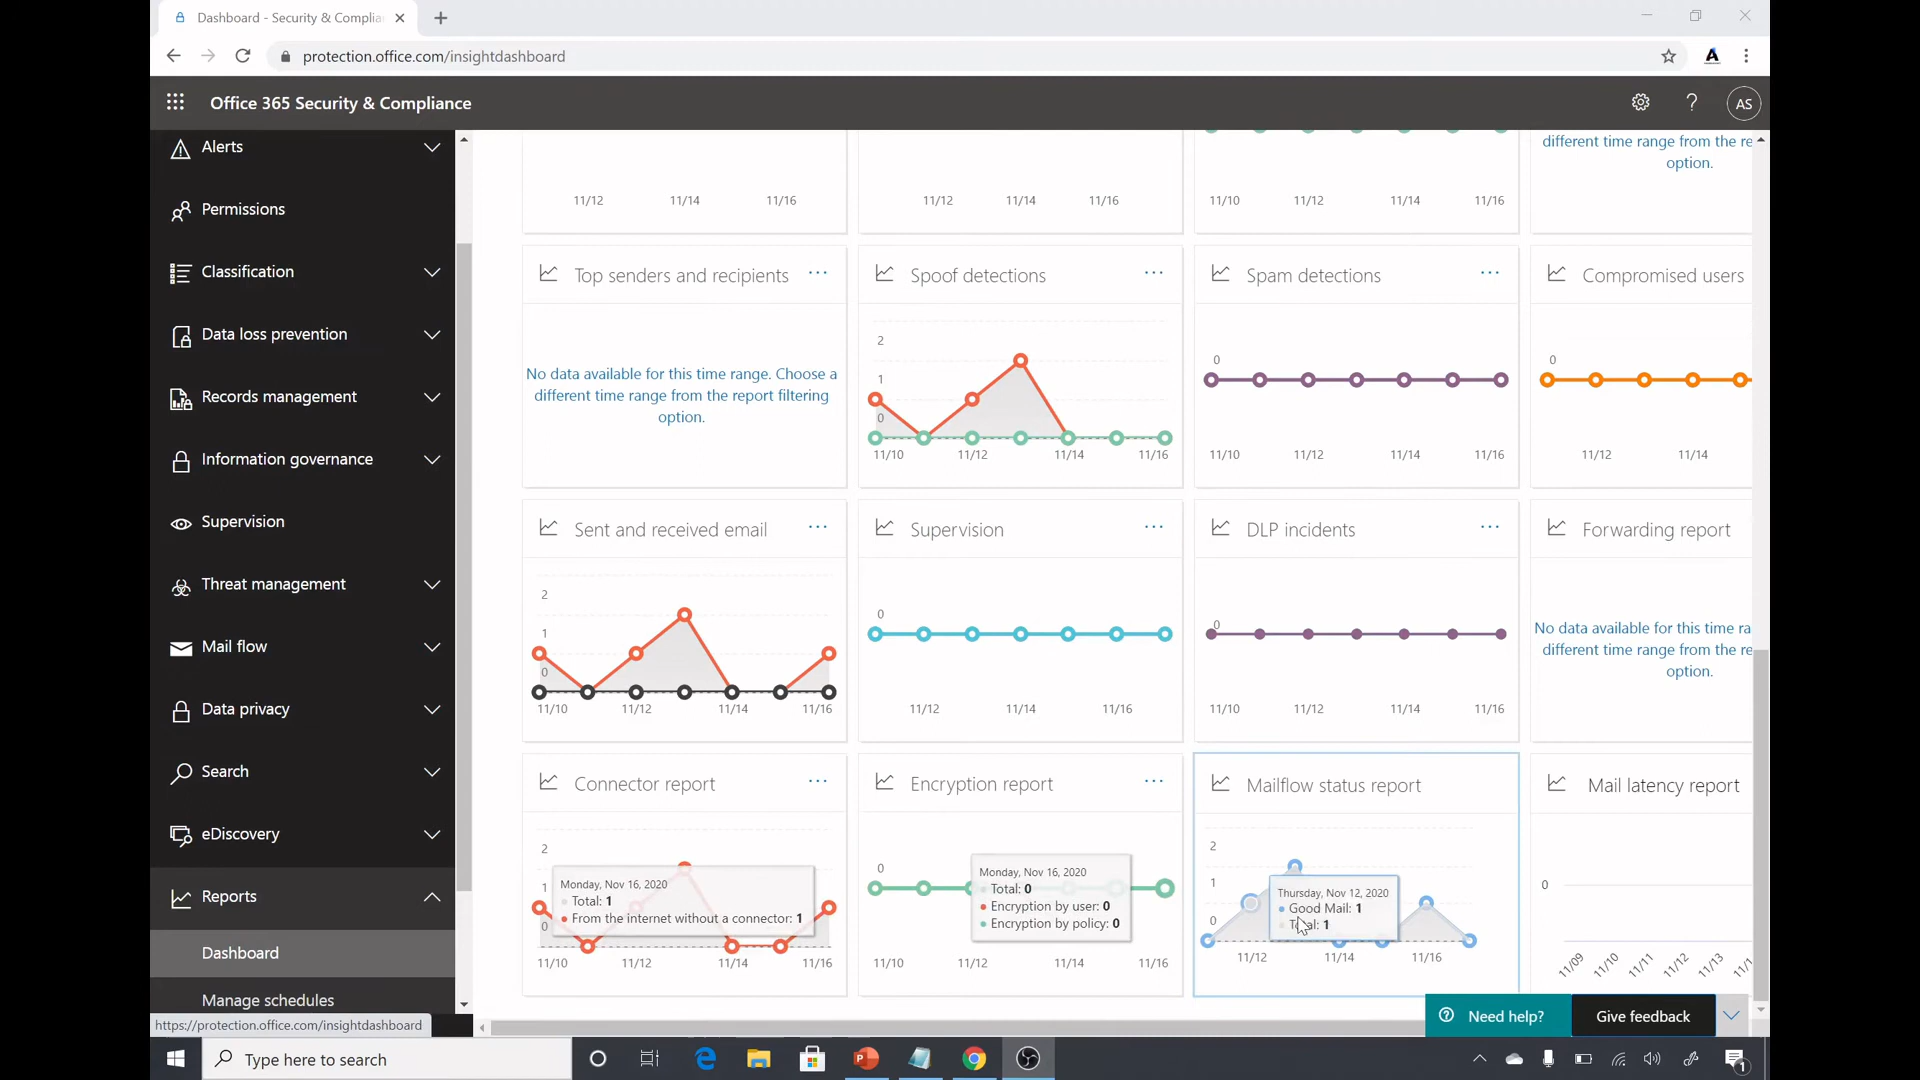 Dashboard - Security & Complia
protection.office.com/insightdashboard
Office 365 Security & Compliance
AS
Alerts
Permissions
Classification
Data loss prevention
Records management
Information governance
Supervision
Threat management
Mail flow
Data privacy
Search
eDiscovery
Reports
Dashboard
Manage schedules
https://protection.office.com/insightdashboard
11/12 11/14 11/16
11/12 11/14 11/16
11/10 11/12 11/14 11/16
different time range from the re
option.
Top senders and recipients
No data available for this time range. Choose a
different time range from the report filtering
option.
Spoof detections
2
1
0
11/10 11/12 11/14 11/16
Spam detections
0
11/10 11/12 11/14 11/16
Compromised users
0
11/12 11/14
Sent and received email
2
1
0
11/10 11/12 11/14 11/16
Supervision
0
11/12 11/14 11/16
DLP incidents
0
11/10 11/12 11/14 11/16
Forwarding report
No data available for this time ra
different time range from the re
option.
Connector report
2
1
0
Monday, Nov 16, 2020
Total: 1
From the internet without a connector: 1
11/10 11/12 11/14 11/16
Encryption report
0
Monday, Nov 16, 2020
Total: 0
Encryption by user: 0
Encryption by policy: 0
11/10 11/12 11/14 11/16
Mailflow status report
2
1
0
Thursday, Nov 12, 2020
Good Mail: 1
Total: 1
11/12 11/14 11/16
Mail latency report
0
11/09 11/10 11/11 11/12 11/13 11/1
Need help?
Give feedback
Type here to search
1